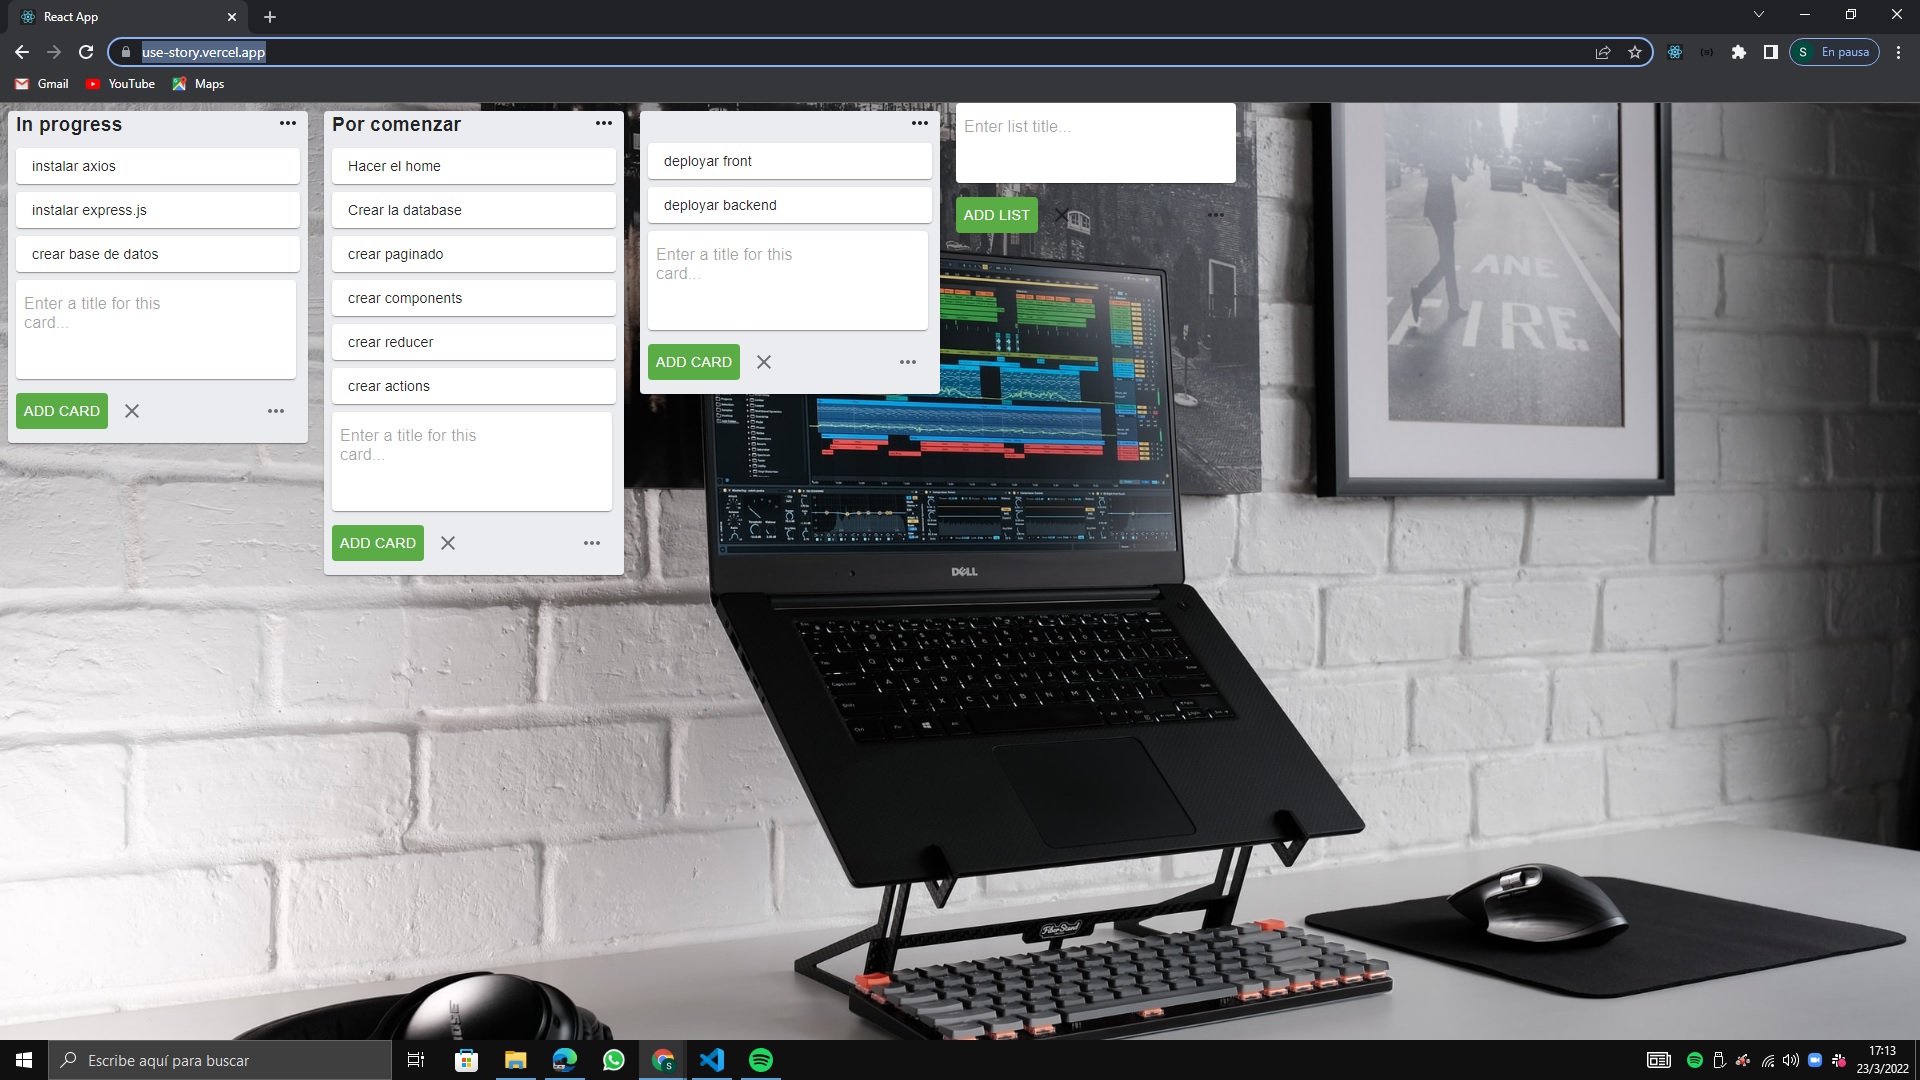 React App
use-story.vercel.app
S En pausa
Gmail YouTube Maps
In progress
instalar axios
instalar express.js
crear base de datos
Enter a title for this
card...
ADD CARD
Por comenzar
Hacer el home
Crear la database
crear paginado
crear components
crear reducer
crear actions
Enter a title for this
card...
ADD CARD
deployar front
deployar backend
Enter a title for this
card...
ADD CARD
Enter list title...
ADD LIST
LANE
FIRE
DELL
FiberStand
BOSE
Escribe aquí para buscar
17:13
23/3/2022